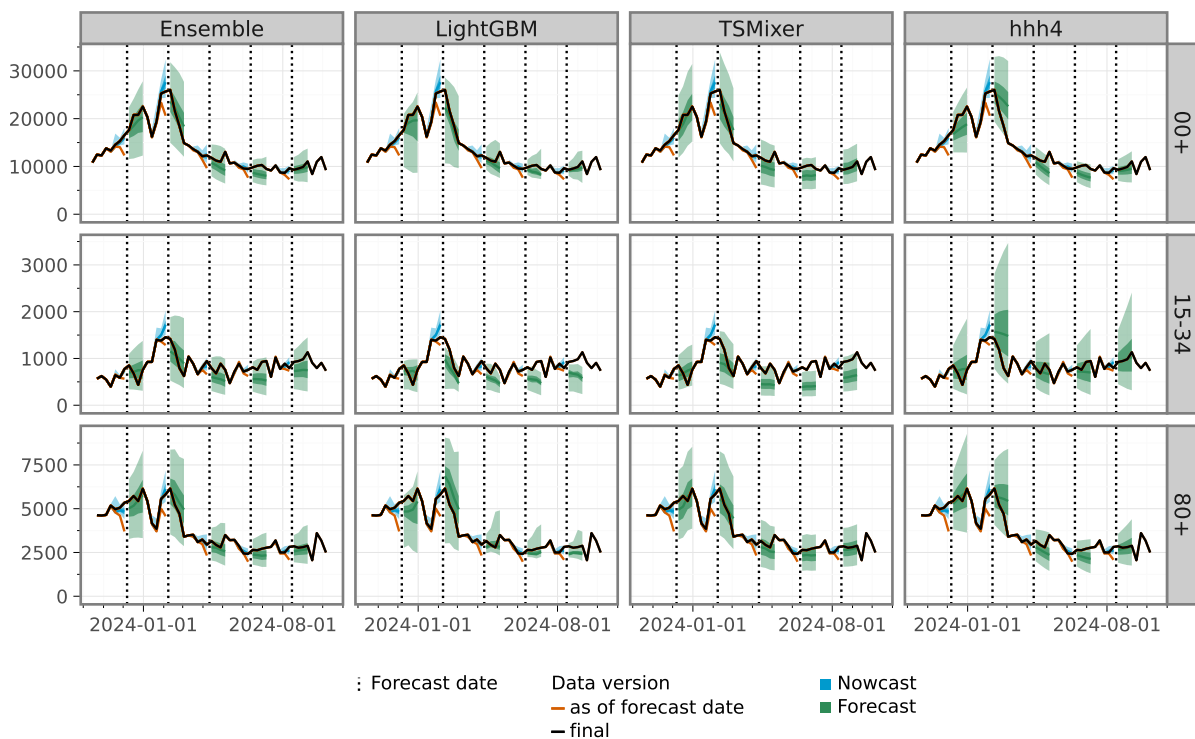 Ensemble LightGBM TSMixer hhh4
30000
20000
10000
0
00+
3000
2000
1000
0
15-34
7500
5000
2500
0
80+
2024-01-01 2024-08-01 2024-01-01 2024-08-01 2024-01-01 2024-08-01 2024-01-01 2024-08-01
Forecast date
Data version
as of forecast date
final
Nowcast
Forecast